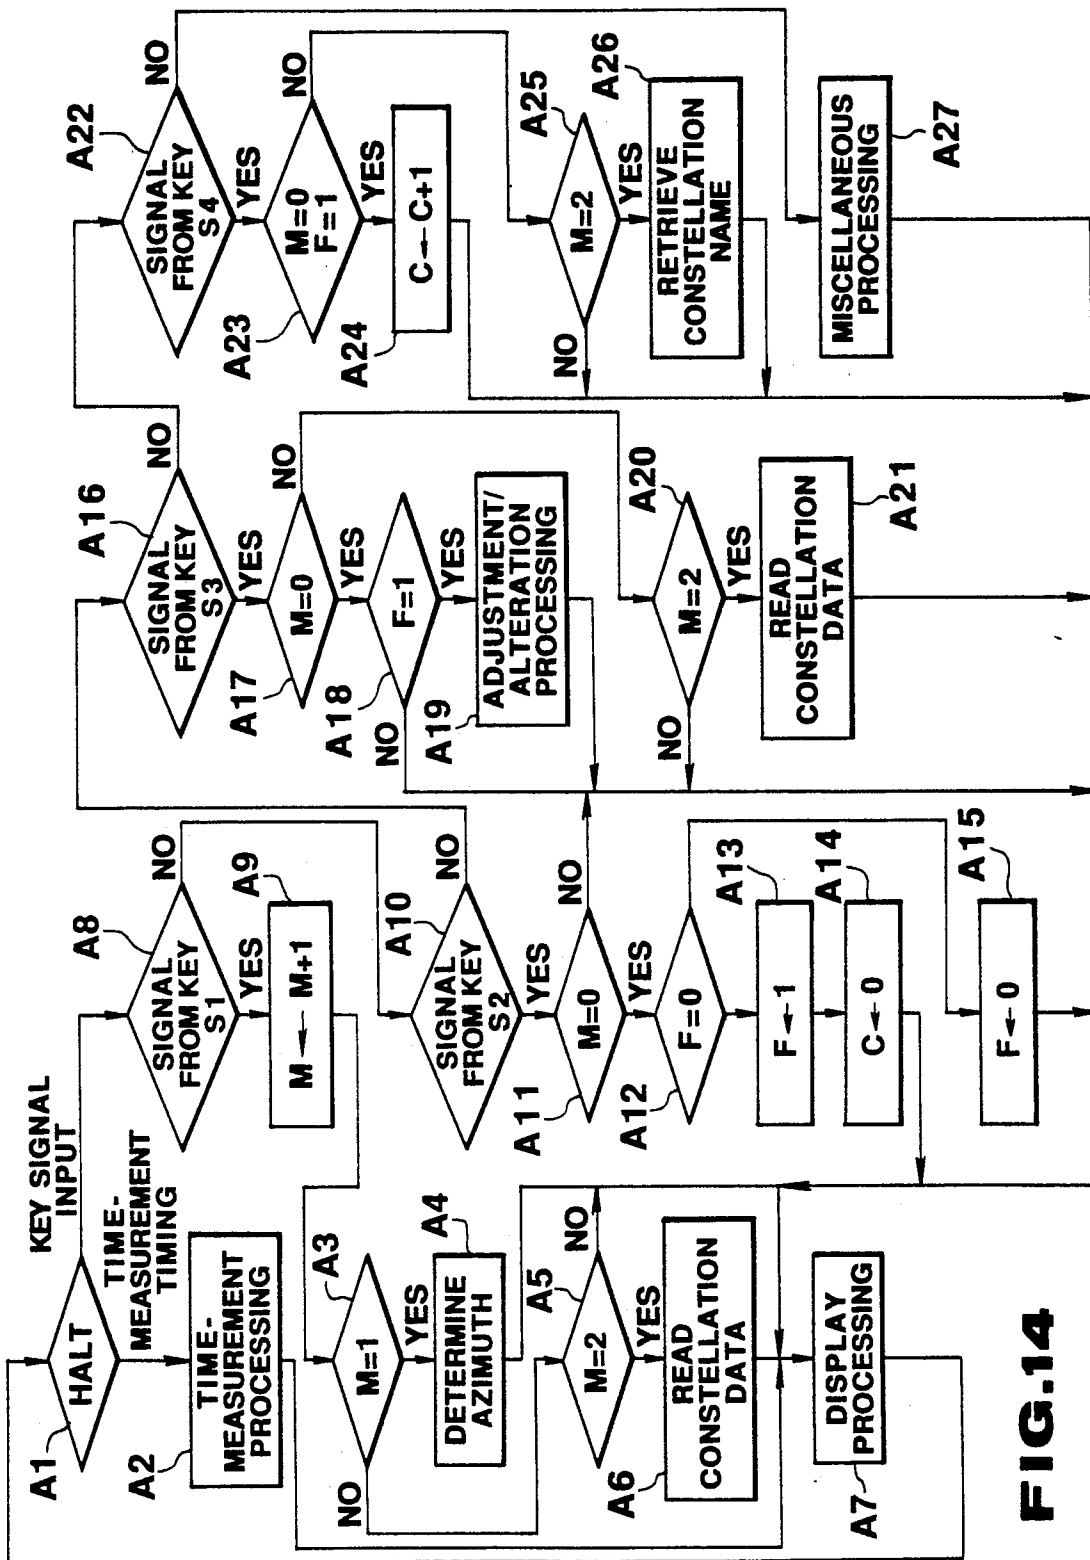 A1
HALT
KEY SIGNAL
INPUT
TIME-
MEASUREMENT
TIMING
A2
TIME-
MEASUREMENT
PROCESSING
A3
M=1
YES
NO
A4
DETERMINE
AZIMUTH
A5
M=2
NO
YES
A6
READ
CONSTELLATION
DATA
A7
DISPLAY
PROCESSING
A8
SIGNAL
FROM KEY
S1
NO
YES
A9
M ← M+1
A10
SIGNAL
FROM KEY
S2
NO
YES
A11
M=0
NO
YES
A12
F=0
A13
F←1
A14
C←0
A15
F←0
A16
SIGNAL
FROM KEY
S3
NO
YES
A17
M=0
NO
YES
A18
F=1
NO
YES
A19
ADJUSTMENT/
ALTERATION
PROCESSING
A20
M=2
NO
YES
A21
READ
CONSTELLATION
DATA
A22
SIGNAL
FROM KEY
S4
NO
YES
A23
M=0
F=1
NO
YES
A24
C←C+1
A25
M=2
NO
YES
A26
RETRIEVE
CONSTELLATION
NAME
A27
MISCELLANEOUS
PROCESSING
FIG.14